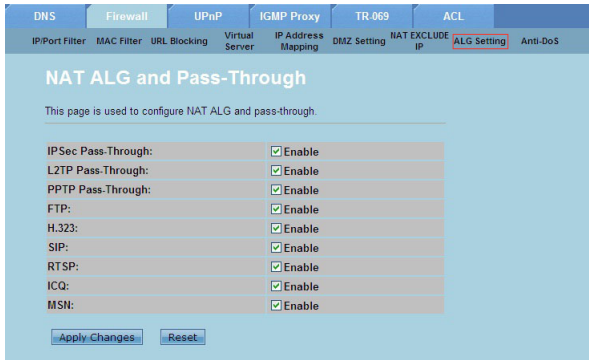 DNS Firewall UPnP IGMP Proxy TR-069 ACL
IP/Port Filter MAC Filter URL Blocking Virtual Server IP Address Mapping DMZ Setting NAT EXCLUDE IP ALG Setting Anti-DoS
NAT ALG and Pass-Through
This page is used to configure NAT ALG and pass-through.
IPSec Pass-Through: Enable
L2TP Pass-Through: Enable
PPTP Pass-Through: Enable
FTP: Enable
H.323: Enable
SIP: Enable
RTSP: Enable
ICQ: Enable
MSN: Enable
Apply Changes Reset